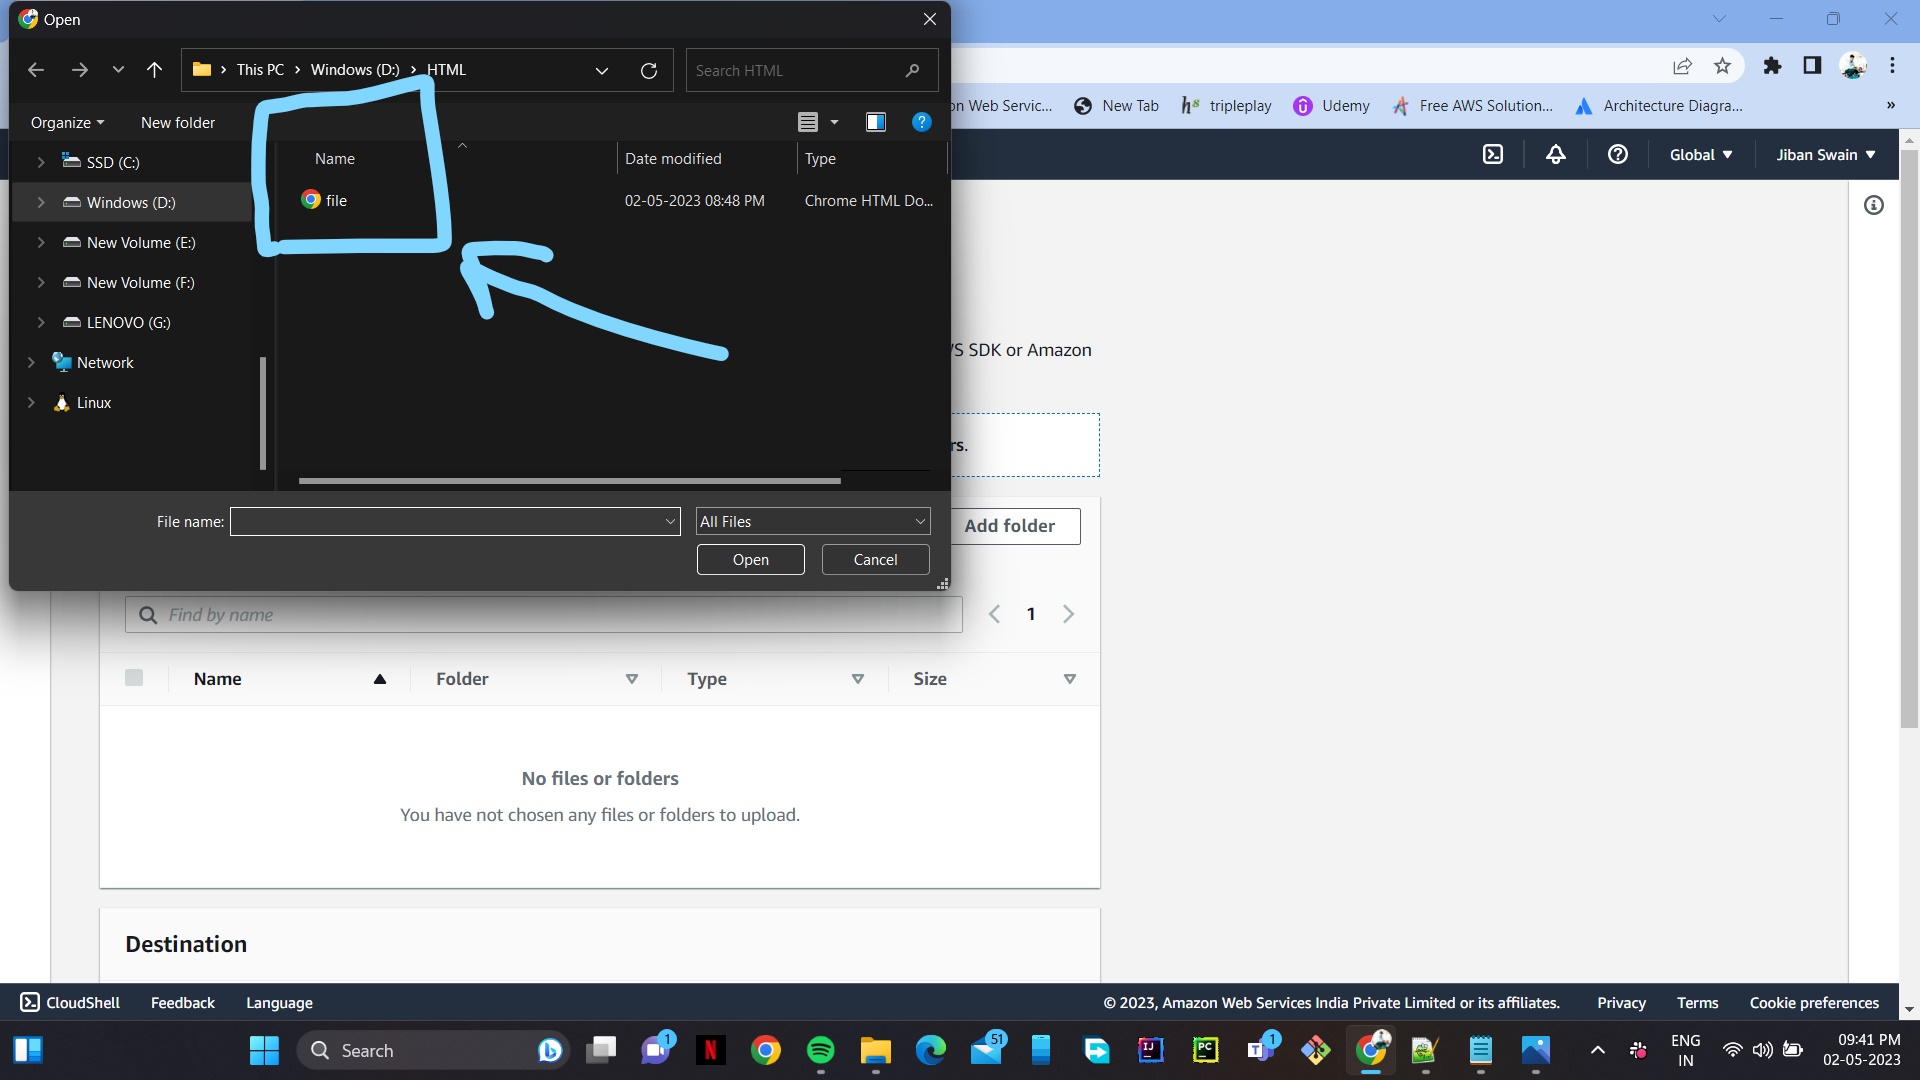 Open
This PC > Windows (D:) > HTML
Search HTML
Organize
New folder
Name
Date modified
Type
SSD (C:)
Windows (D:)
file
02-05-2023 08:48 PM
Chrome HTML Do...
New Volume (E:)
New Volume (F:)
LENOVO (G:)
Network
Linux
File name:
All Files
Open
Cancel
on Web Servic...
New Tab
h8 tripleplay
Udemy
Free AWS Solution...
Architecture Diagra...
»
Global
Jiban Swain
SDK or Amazon
rs.
Add folder
Find by name
1
Name
Folder
Type
Size
No files or folders
You have not chosen any files or folders to upload.
Destination
CloudShell
Feedback
Language
© 2023, Amazon Web Services India Private Limited or its affiliates.
Privacy
Terms
Cookie preferences
Search
1
N
51
IJ
PC
T 1
ENG
IN
09:41 PM
02-05-2023